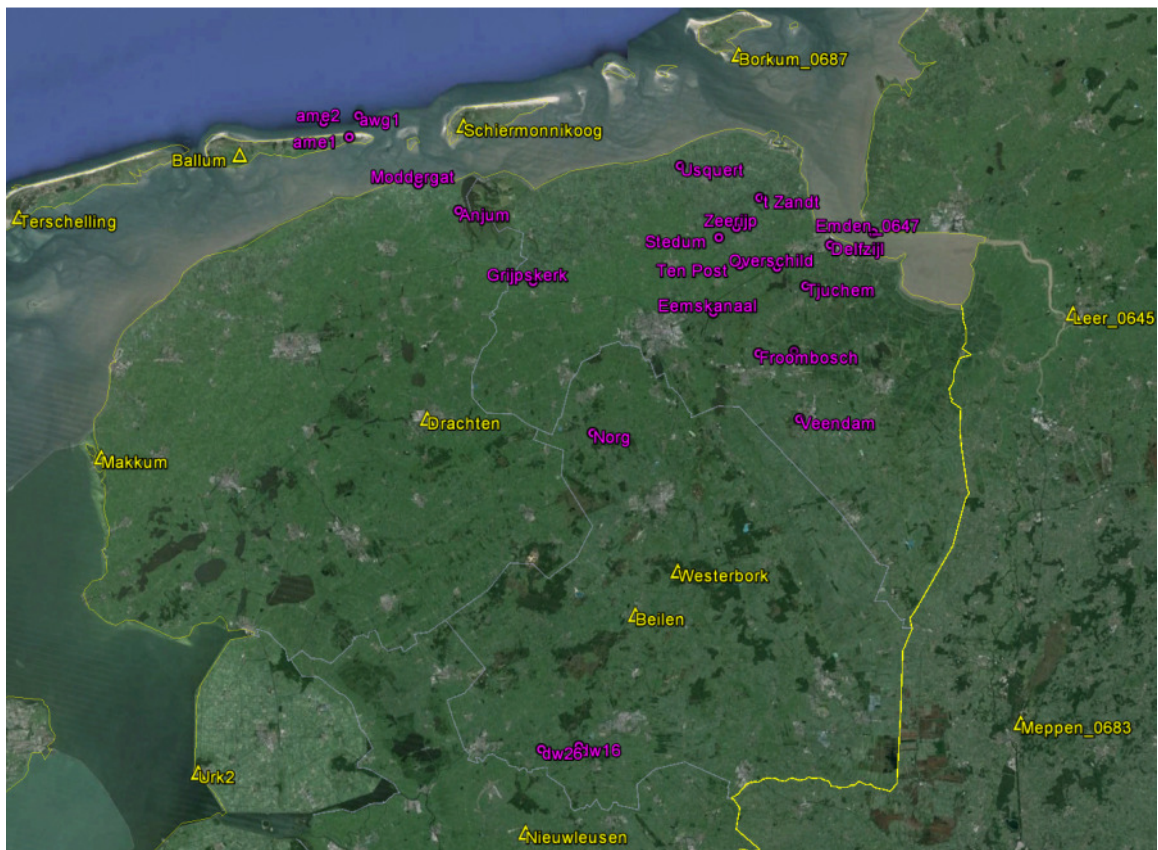 Borkum_0687
ame2
awg1
Schiermonnikoog
ame1
Ballum
Usquert
Moddergat
t Zandt
Anjum
Terschelling
Zeerijp
Emden_0647
Stedum
Delfzijl
Ten Post
Overschild
Grijpskerk
Tjuchem
Eemskanaal
Leer_0645
Froombosch
Drachten
Veendam
Norg
Makkum
Westerbork
Beilen
Meppen_0683
dw26
dw16
Urk2
Nieuwleusen